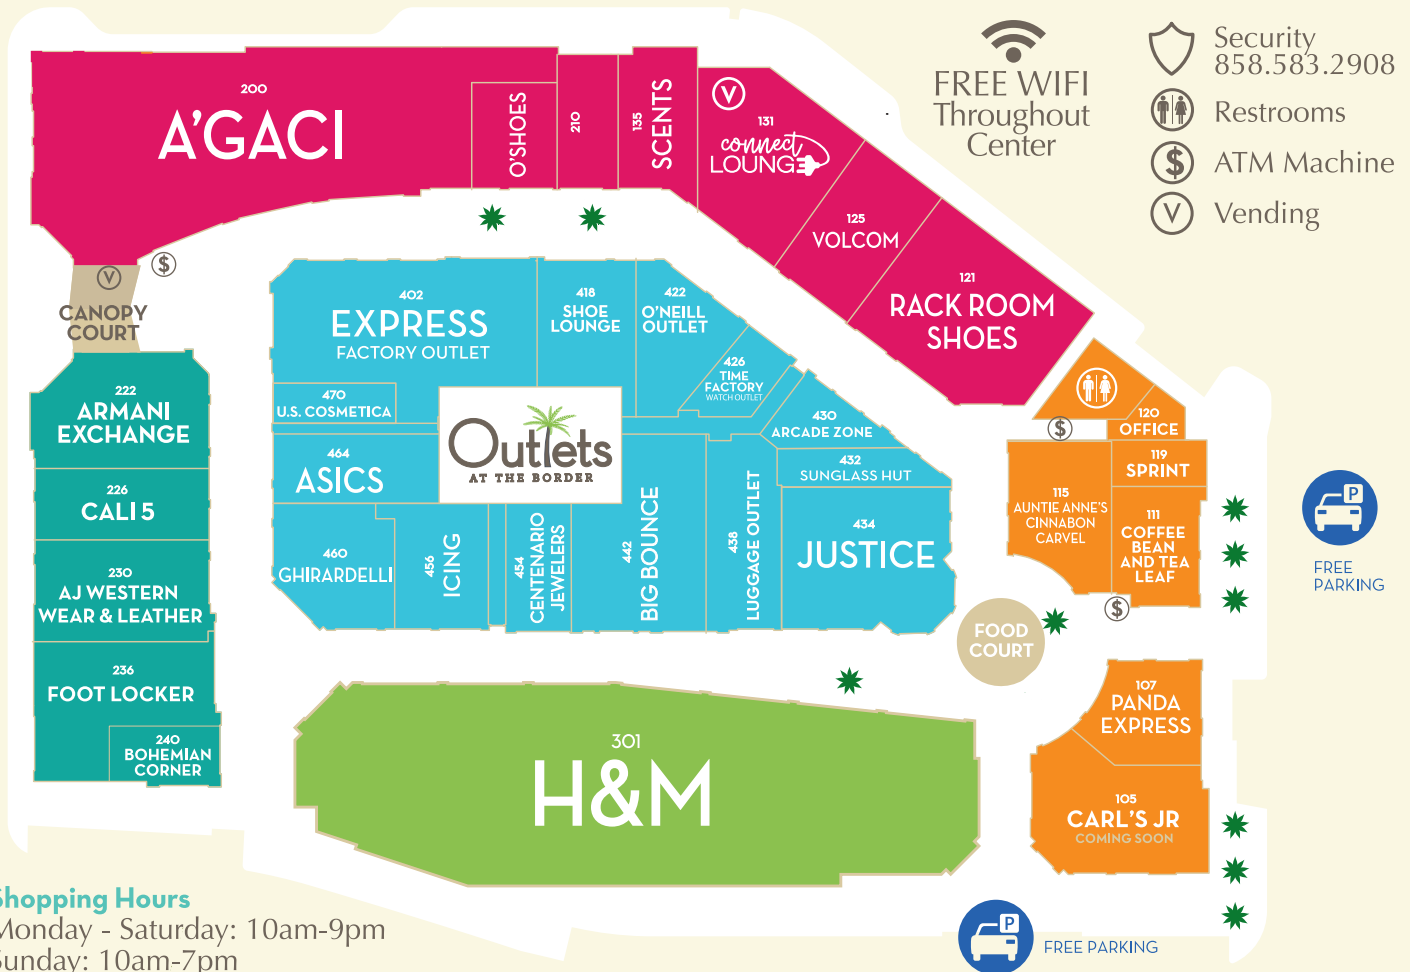 FREE WIFI
Throughout
Center
Security
858.583.2908
Restrooms
$
ATM Machine
V
Vending
200
A'GACI
O'SHOES
210
135
SCENTS
V
131
connect
LOUNGE
125
VOLCOM
121
RACK ROOM
SHOES
V
$
CANOPY
COURT
222
ARMANI
EXCHANGE
226
CALI 5
230
AJ WESTERN
WEAR & LEATHER
236
FOOT LOCKER
240
BOHEMIAN
CORNER
402
EXPRESS
FACTORY OUTLET
418
SHOE
LOUNGE
422
O'NEILL
OUTLET
426
TIME
FACTORY
WATCH OUTLET
470
U.S. COSMETICA
Outlets
AT THE BORDER
430
ARCADE ZONE
432
SUNGLASS HUT
464
ASICS
460
GHIRARDELLI
456
ICING
454
CENTENARIO
JEWELERS
442
BIG BOUNCE
438
LUGGAGE OUTLET
434
JUSTICE
120
OFFICE
$
119
SPRINT
115
AUNTIE ANNE'S
CINNABON
CARVEL
111
COFFEE
BEAN
AND TEA
LEAF
$
P
FREE
PARKING
FOOD
COURT
107
PANDA
EXPRESS
105
CARL'S JR
COMING SOON
301
H&M
Shopping Hours
Monday - Saturday: 10am-9pm
Sunday: 10am-7pm
P
FREE PARKING